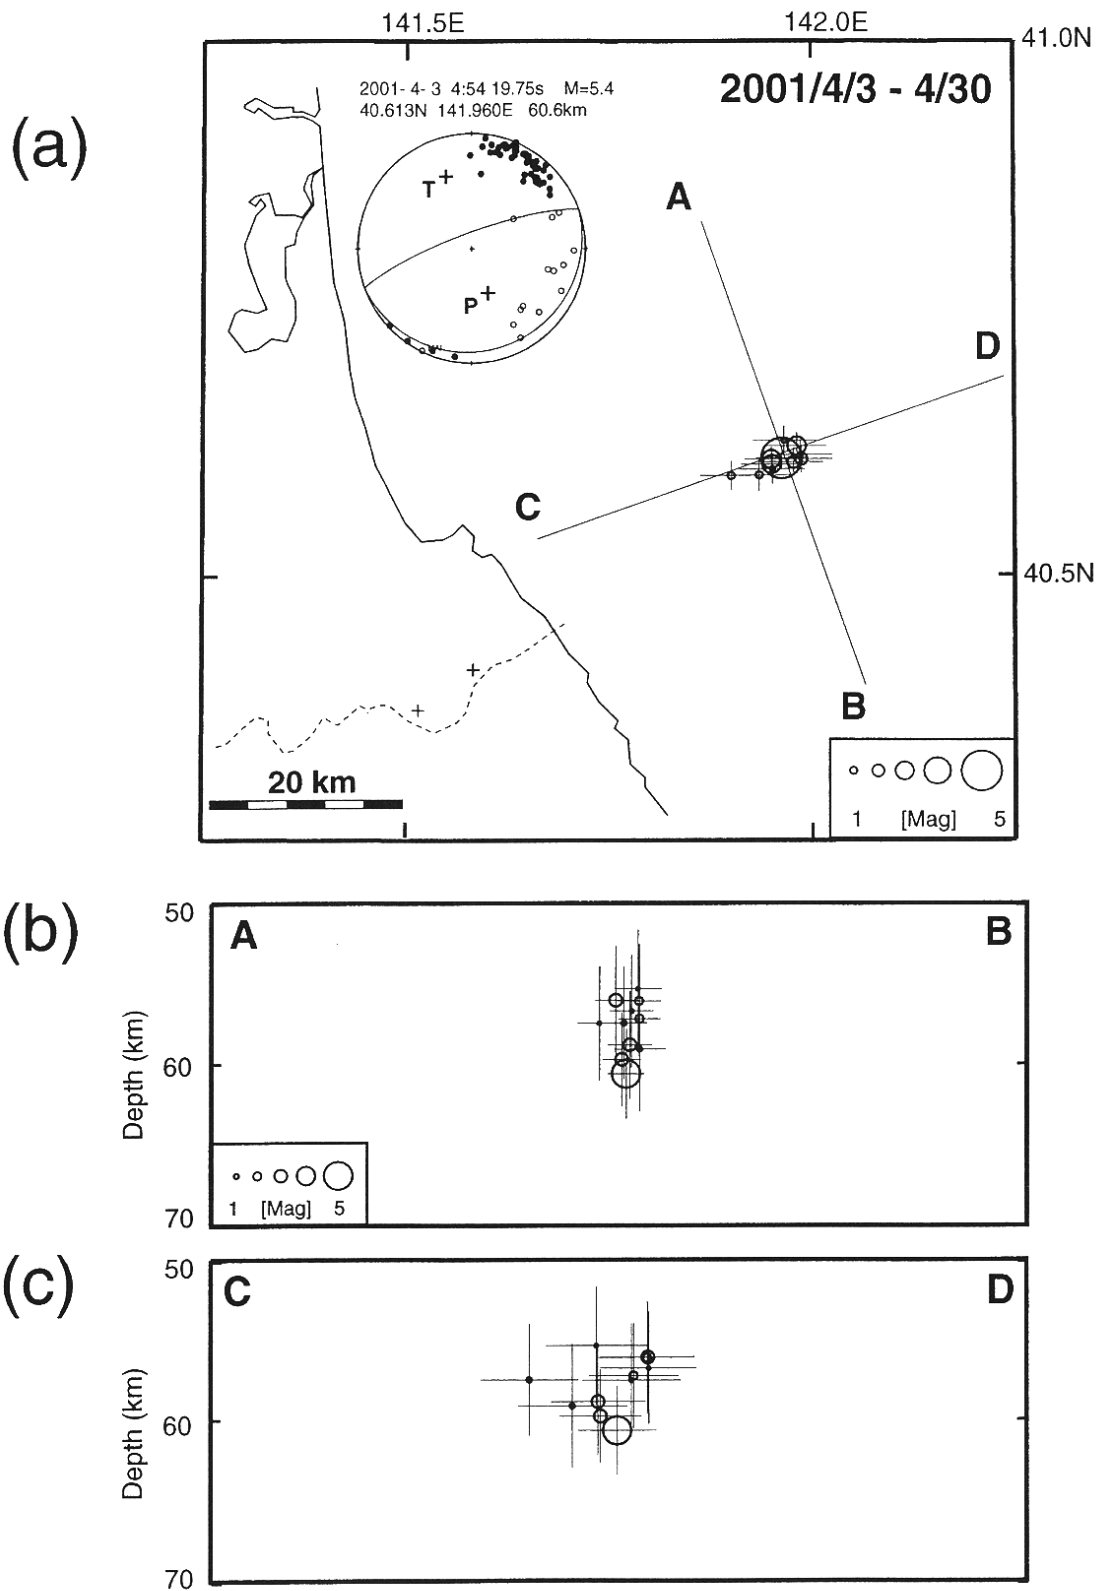 141.5E 142.0E
41.0N
(a)
2001- 4- 3 4:54 19.75s M=5.4
40.613N 141.960E 60.6km
2001/4/3 - 4/30
T
P
A
D
C
40.5N
B
20 km
1 [Mag] 5
(b)
50
A B
Depth (km)
60
1 [Mag] 5
70
(c)
50
C D
Depth (km)
60
70